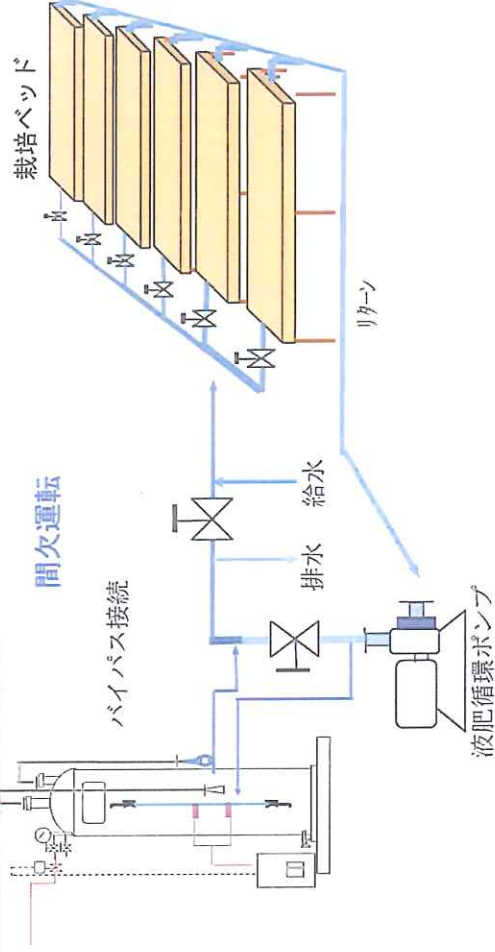 間欠運転
栽培ベッド
バイパス接続
排水
給水
リターン
液肥循環ポンプ